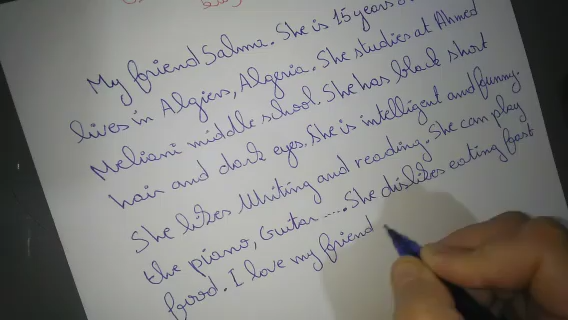 My friend Salma. She is 15 years
lives in Algiers, Algeria. She studies at Ahmed
Meliani middle school. She has black short
hair and dark eyes. She is intelligent and funny.
She likes Writing and reading. She can play
the piano, Guitar ..... She dislikes eating fast
food. I love my friend